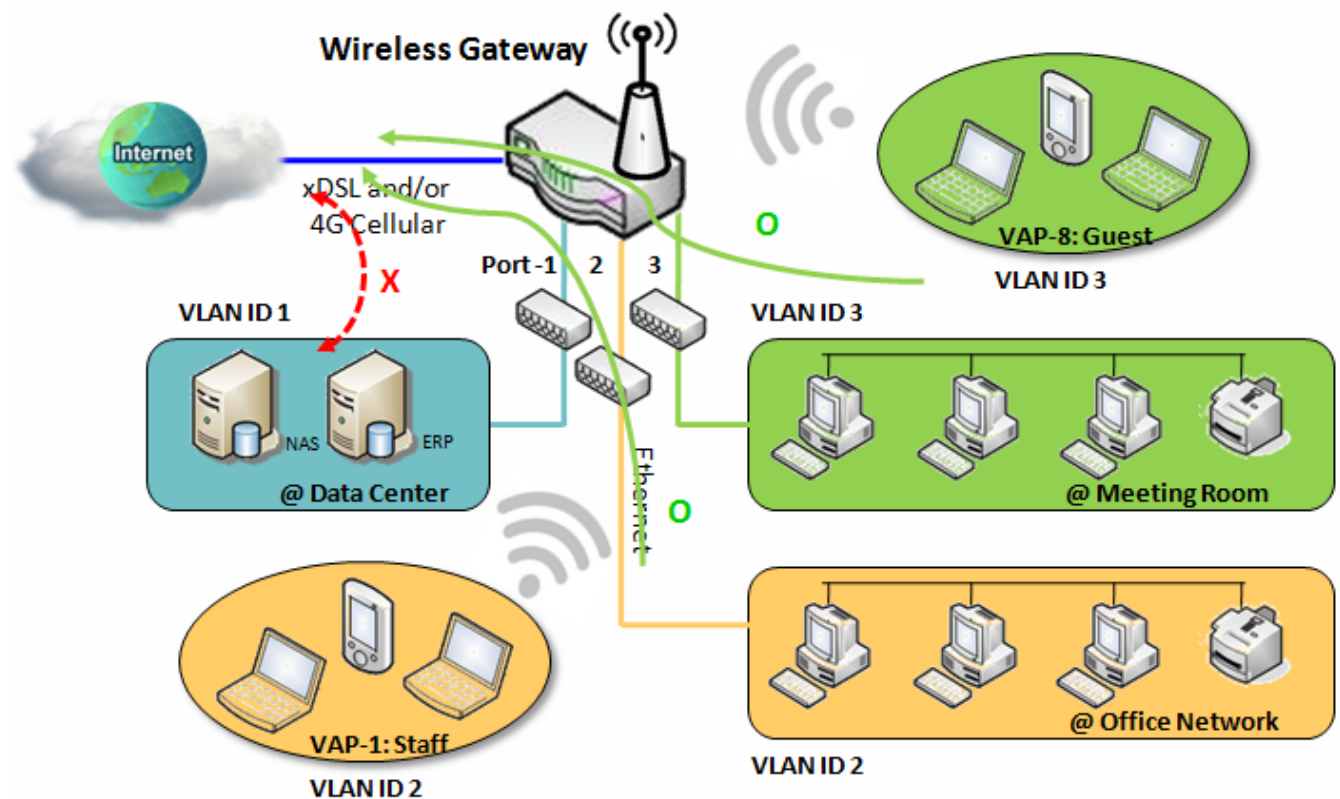 Wireless Gateway
Internet
xDSL and/or
4G Cellular
VAP-8: Guest
VLAN ID 3
Port -1
2
3
X
O
VLAN ID 1
VLAN ID 3
NAS
ERP
@ Data Center
Ethernet
O
@ Meeting Room
VAP-1: Staff
VLAN ID 2
@ Office Network
VLAN ID 2